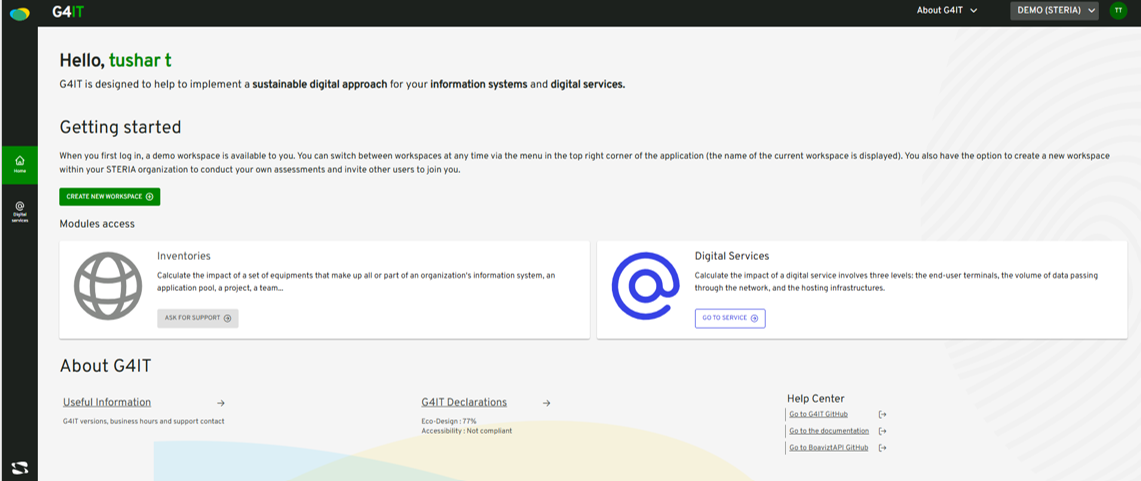 G4IT
About G4IT
DEMO (STERIA)
TT
Hello, tushar t
G4IT is designed to help to implement a sustainable digital approach for your information systems and digital services.
Getting started
When you first log in, a demo workspace is available to you. You can switch between workspaces at any time via the menu in the top right corner of the application (the name of the current workspace is displayed). You also have the option to create a new workspace
within your STERIA organization to conduct your own assessments and invite other users to join you.
Home
CREATE NEW WORKSPACE
Digital
services
Modules access
Inventories
Calculate the impact of a set of equipments that make up all or part of an organization's information system, an
application pool, a project, a team...
ASK FOR SUPPORT
Digital Services
Calculate the impact of a digital service involves three levels: the end-user terminals, the volume of data passing
through the network, and the hosting infrastructures.
GO TO SERVICE
About G4IT
Useful Information
G4IT versions, business hours and support contact
G4IT Declarations
Eco-Design : 77%
Accessibility : Not compliant
Help Center
Go to G4IT GitHub
Go to the documentation
Go to BoaviztAPI GitHub